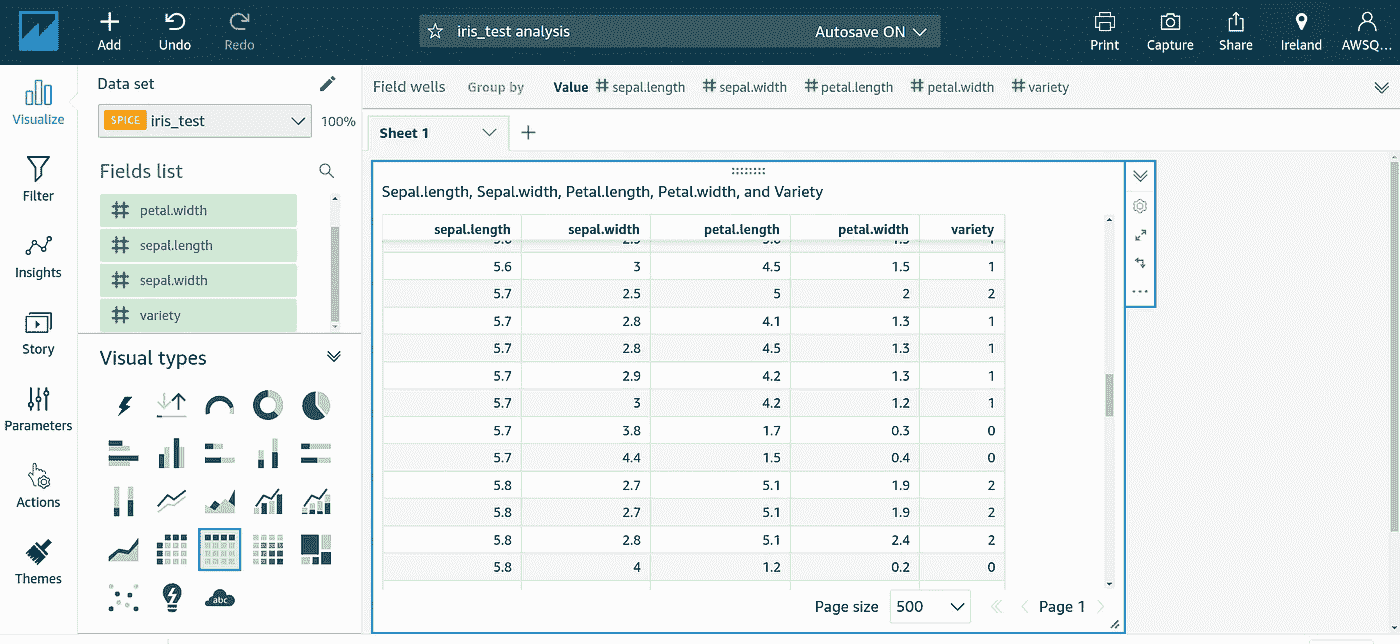 Add
Undo
Redo
iris_test analysis
Autosave ON
Print
Capture
Share
Ireland
AWSQ...
Visualize
Filter
Insights
Story
Parameters
Actions
Themes
Data set
SPICE iris_test
100%
Fields list
petal.width
sepal.length
sepal.width
variety
Visual types
abc
Field wells Group by Value sepal.length sepal.width petal.length petal.width variety
Sheet 1
Sepal.length, Sepal.width, Petal.length, Petal.width, and Variety
sepal.length sepal.width petal.length petal.width variety
5.6 3 4.5 1.5 1
5.7 2.5 5 2 2
5.7 2.8 4.1 1.3 1
5.7 2.8 4.5 1.3 1
5.7 2.9 4.2 1.3 1
5.7 3 4.2 1.2 1
5.7 3.8 1.7 0.3 0
5.7 4.4 1.5 0.4 0
5.8 2.7 5.1 1.9 2
5.8 2.7 5.1 1.9 2
5.8 2.8 5.1 2.4 2
5.8 4 1.2 0.2 0
Page size 500 Page 1